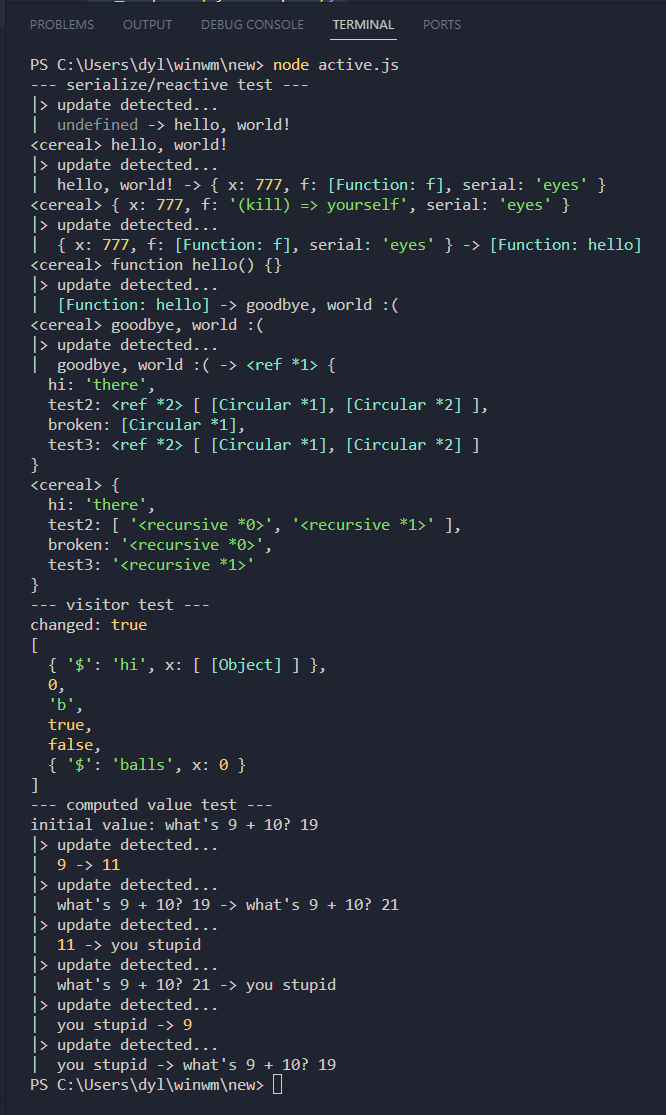 PROBLEMS OUTPUT DEBUG CONSOLE TERMINAL PORTS
PS C:\Users\dyl\winwm\new> node active.js
--- serialize/reactive test ---
|> update detected...
|  undefined -> hello, world!
<cereal> hello, world!
|> update detected...
|  hello, world! -> { x: 777, f: [Function: f], serial: 'eyes' }
<cereal> { x: 777, f: '(kill) => yourself', serial: 'eyes' }
|> update detected...
|  { x: 777, f: [Function: f], serial: 'eyes' } -> [Function: hello]
<cereal> function hello() {}
|> update detected...
|  [Function: hello] -> goodbye, world :(
<cereal> goodbye, world :(
|> update detected...
|  goodbye, world :( -> <ref *1> {
  hi: 'there',
  test2: <ref *2> [ [Circular *1], [Circular *2] ],
  broken: [Circular *1],
  test3: <ref *2> [ [Circular *1], [Circular *2] ]
}
<cereal> {
  hi: 'there',
  test2: [ '<recursive *0>', '<recursive *1>' ],
  broken: '<recursive *0>',
  test3: '<recursive *1>'
}
--- visitor test ---
changed: true
[
  { '$': 'hi', x: [ [Object] ] },
  0,
  'b',
  true,
  false,
  { '$': 'balls', x: 0 }
]
--- computed value test ---
initial value: what's 9 + 10? 19
|> update detected...
|  9 -> 11
|> update detected...
|  what's 9 + 10? 19 -> what's 9 + 10? 21
|> update detected...
|  11 -> you stupid
|> update detected...
|  what's 9 + 10? 21 -> you stupid
|> update detected...
|  you stupid -> 9
|> update detected...
|  you stupid -> what's 9 + 10? 19
PS C:\Users\dyl\winwm\new>